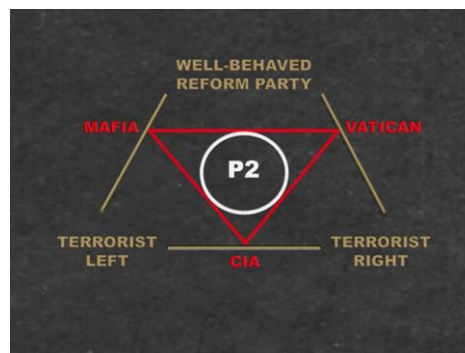 WELL-BEHAVED
REFORM PARTY
MAFIA
VATICAN
P2
TERRORIST
LEFT
CIA
TERRORIST
RIGHT